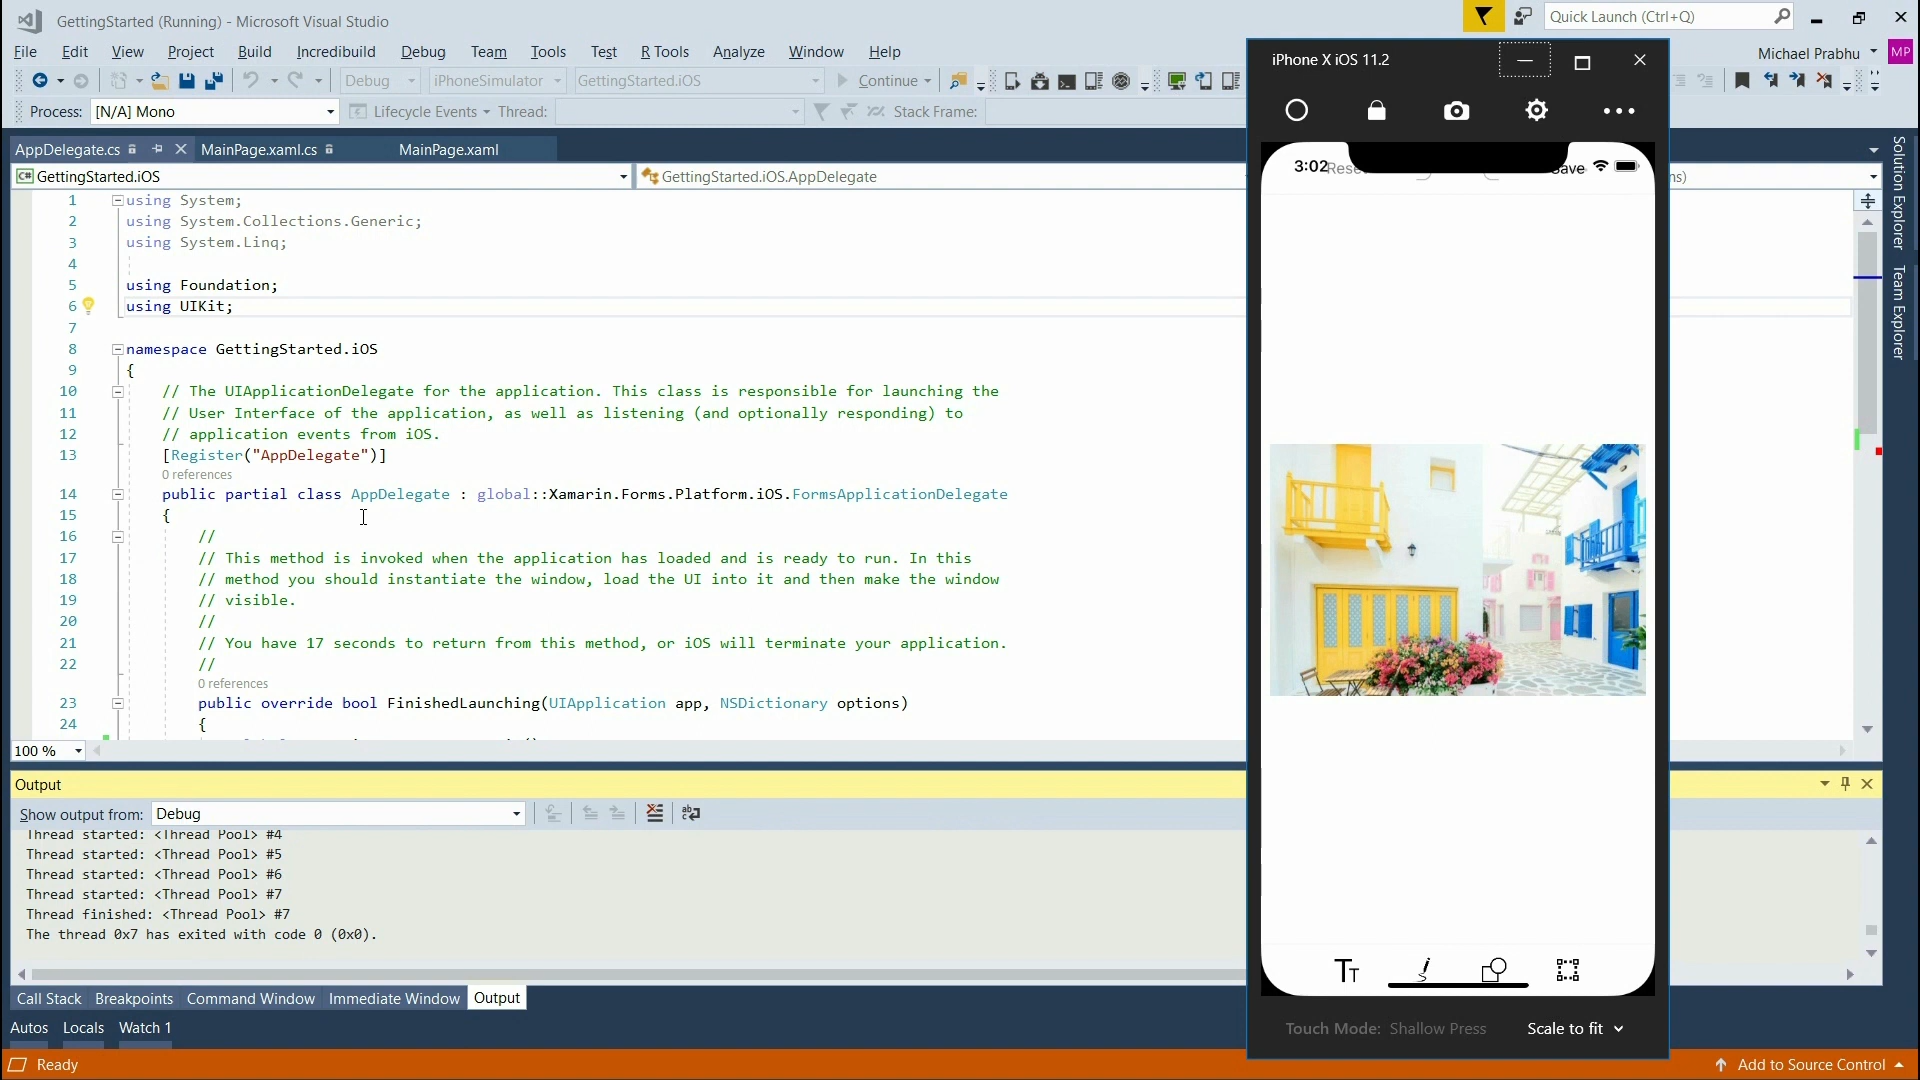 GettingStarted (Running) - Microsoft Visual Studio
Quick Launch (Ctrl+Q)
File Edit View Project Build Incredibuild Debug Team Tools Test R Tools Analyze Window Help
Michael Prabhu MP
Debug iPhoneSimulator GettingStarted.iOS Continue
Process: [N/A] Mono Lifecycle Events Thread: Stack Frame:
AppDelegate.cs MainPage.xaml.cs MainPage.xaml
GettingStarted.iOS GettingStarted.iOS.AppDelegate
1 using System;
2 using System.Collections.Generic;
3 using System.Linq;
4
5 using Foundation;
6 using UIKit;
7
8 namespace GettingStarted.iOS
9 {
10 // The UIApplicationDelegate for the application. This class is responsible for launching the
11 // User Interface of the application, as well as listening (and optionally responding) to
12 // application events from iOS.
13 [Register("AppDelegate")]
0 references
14 public partial class AppDelegate : global::Xamarin.Forms.Platform.iOS.FormsApplicationDelegate
15 {
16 //
17 // This method is invoked when the application has loaded and is ready to run. In this
18 // method you should instantiate the window, load the UI into it and then make the window
19 // visible.
20 //
21 // You have 17 seconds to return from this method, or iOS will terminate your application.
22 //
0 references
23 public override bool FinishedLaunching(UIApplication app, NSDictionary options)
24 {
100 %
Output
Show output from: Debug
Thread started: <Thread Pool> #4
Thread started: <Thread Pool> #5
Thread started: <Thread Pool> #6
Thread started: <Thread Pool> #7
Thread finished: <Thread Pool> #7
The thread 0x7 has exited with code 0 (0x0).
Call Stack Breakpoints Command Window Immediate Window Output
Autos Locals Watch 1
Ready
Add to Source Control
Solution Explorer
Team Explorer
iPhone X iOS 11.2
3:02
TT
Touch Mode: Shallow Press Scale to fit